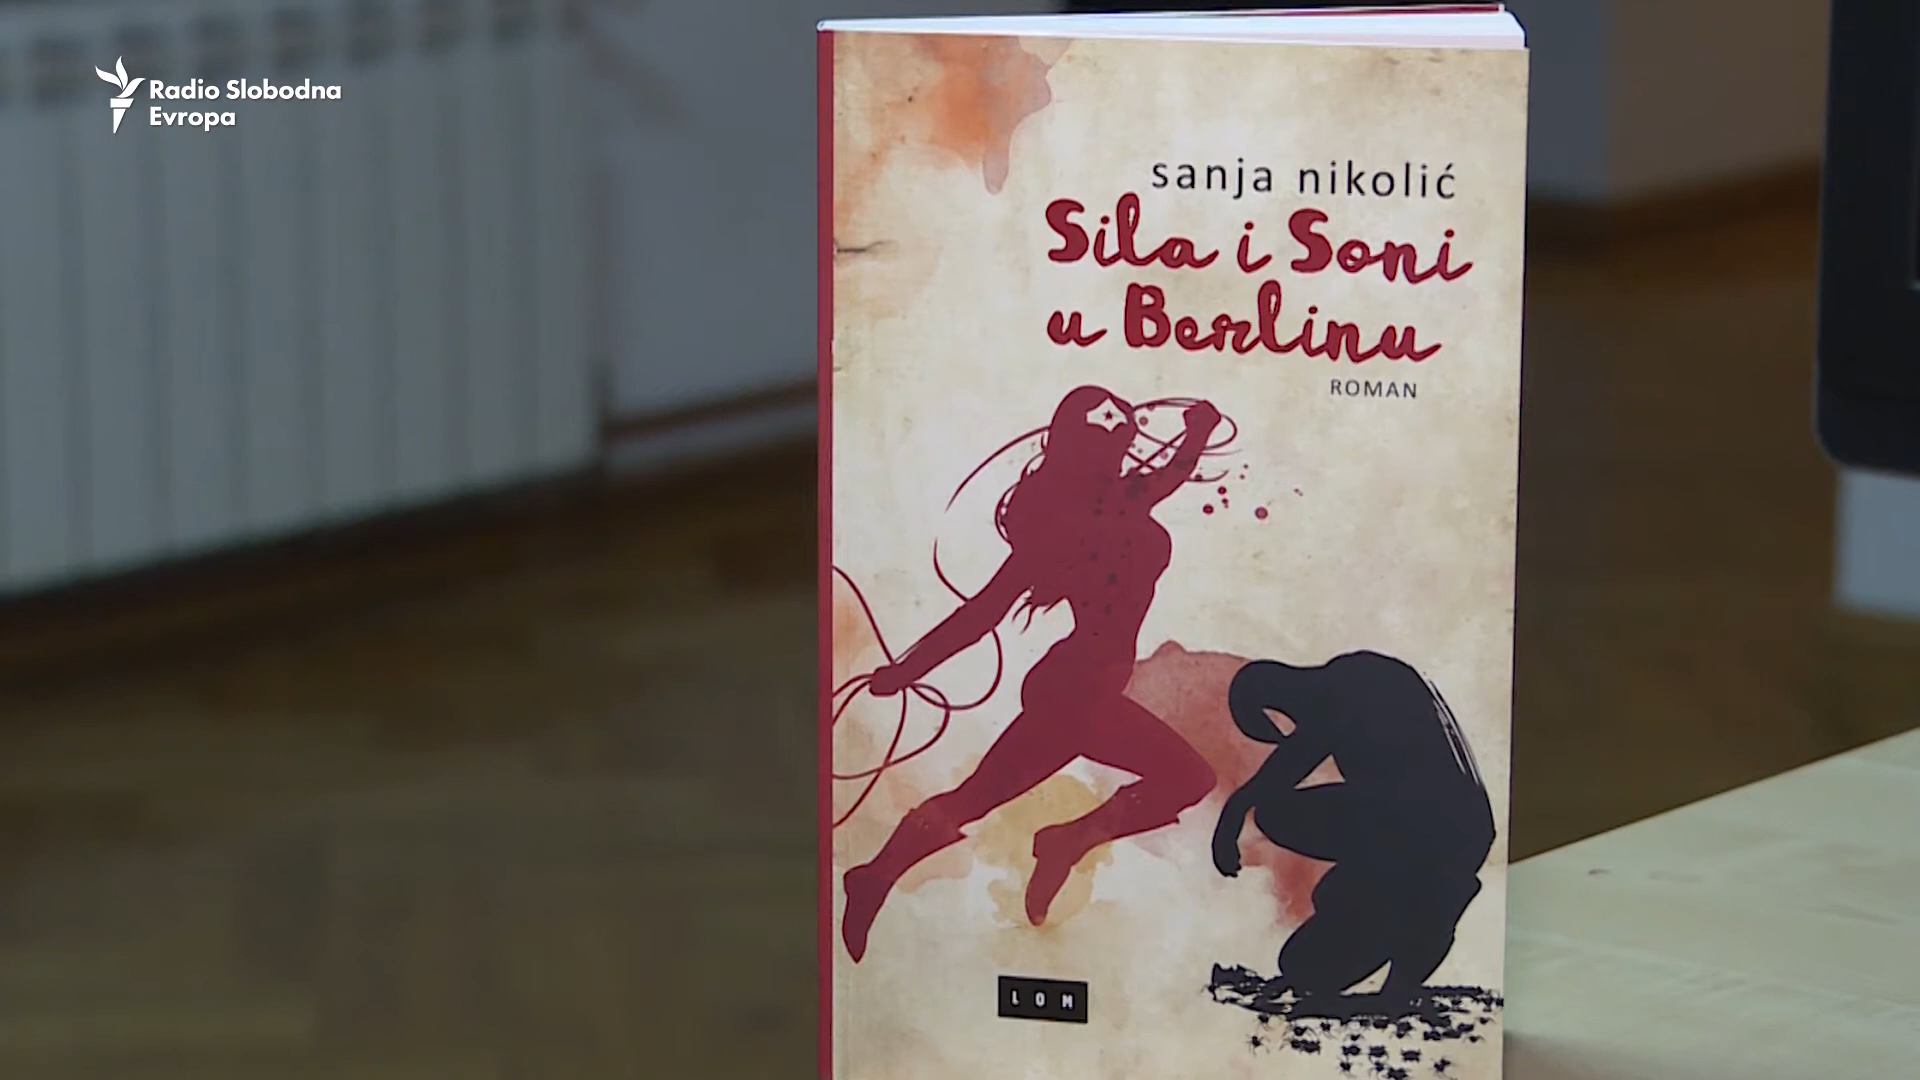 Radio Slobodna
Evropa
sanja nikolić
Sila i Soni
u Berlinu
ROMAN
LOM